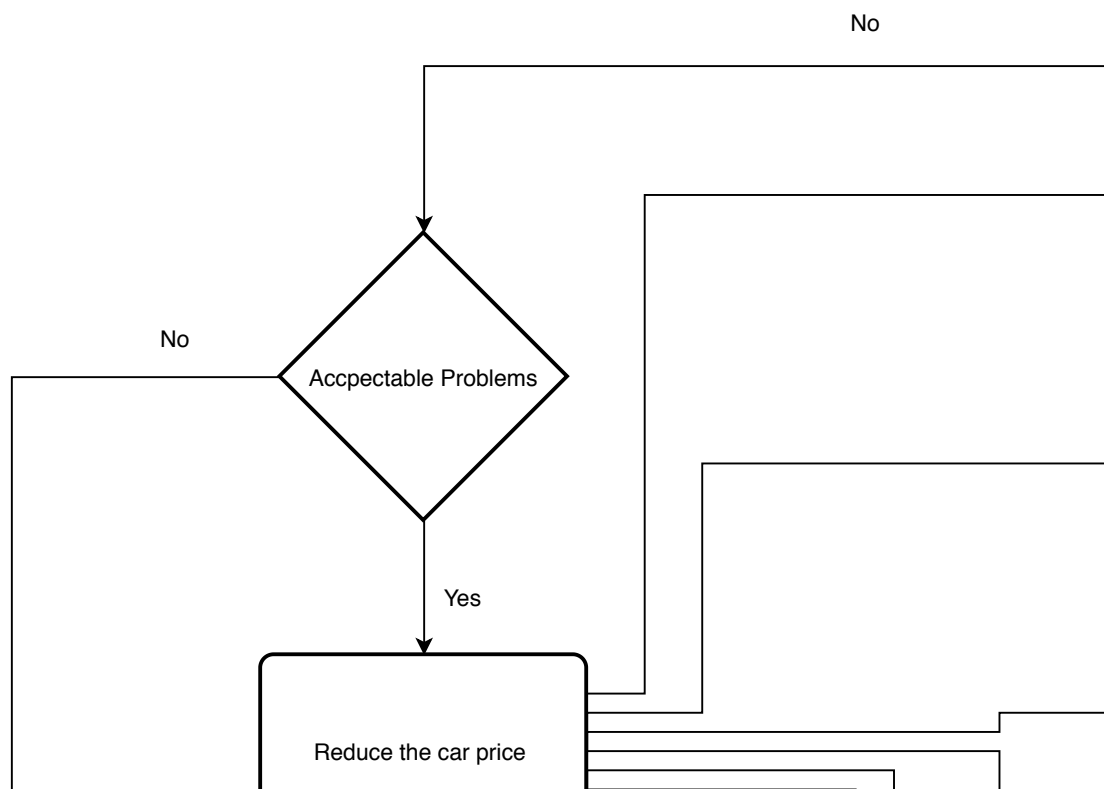 No
No
Accpectable Problems
Yes
Reduce the car price